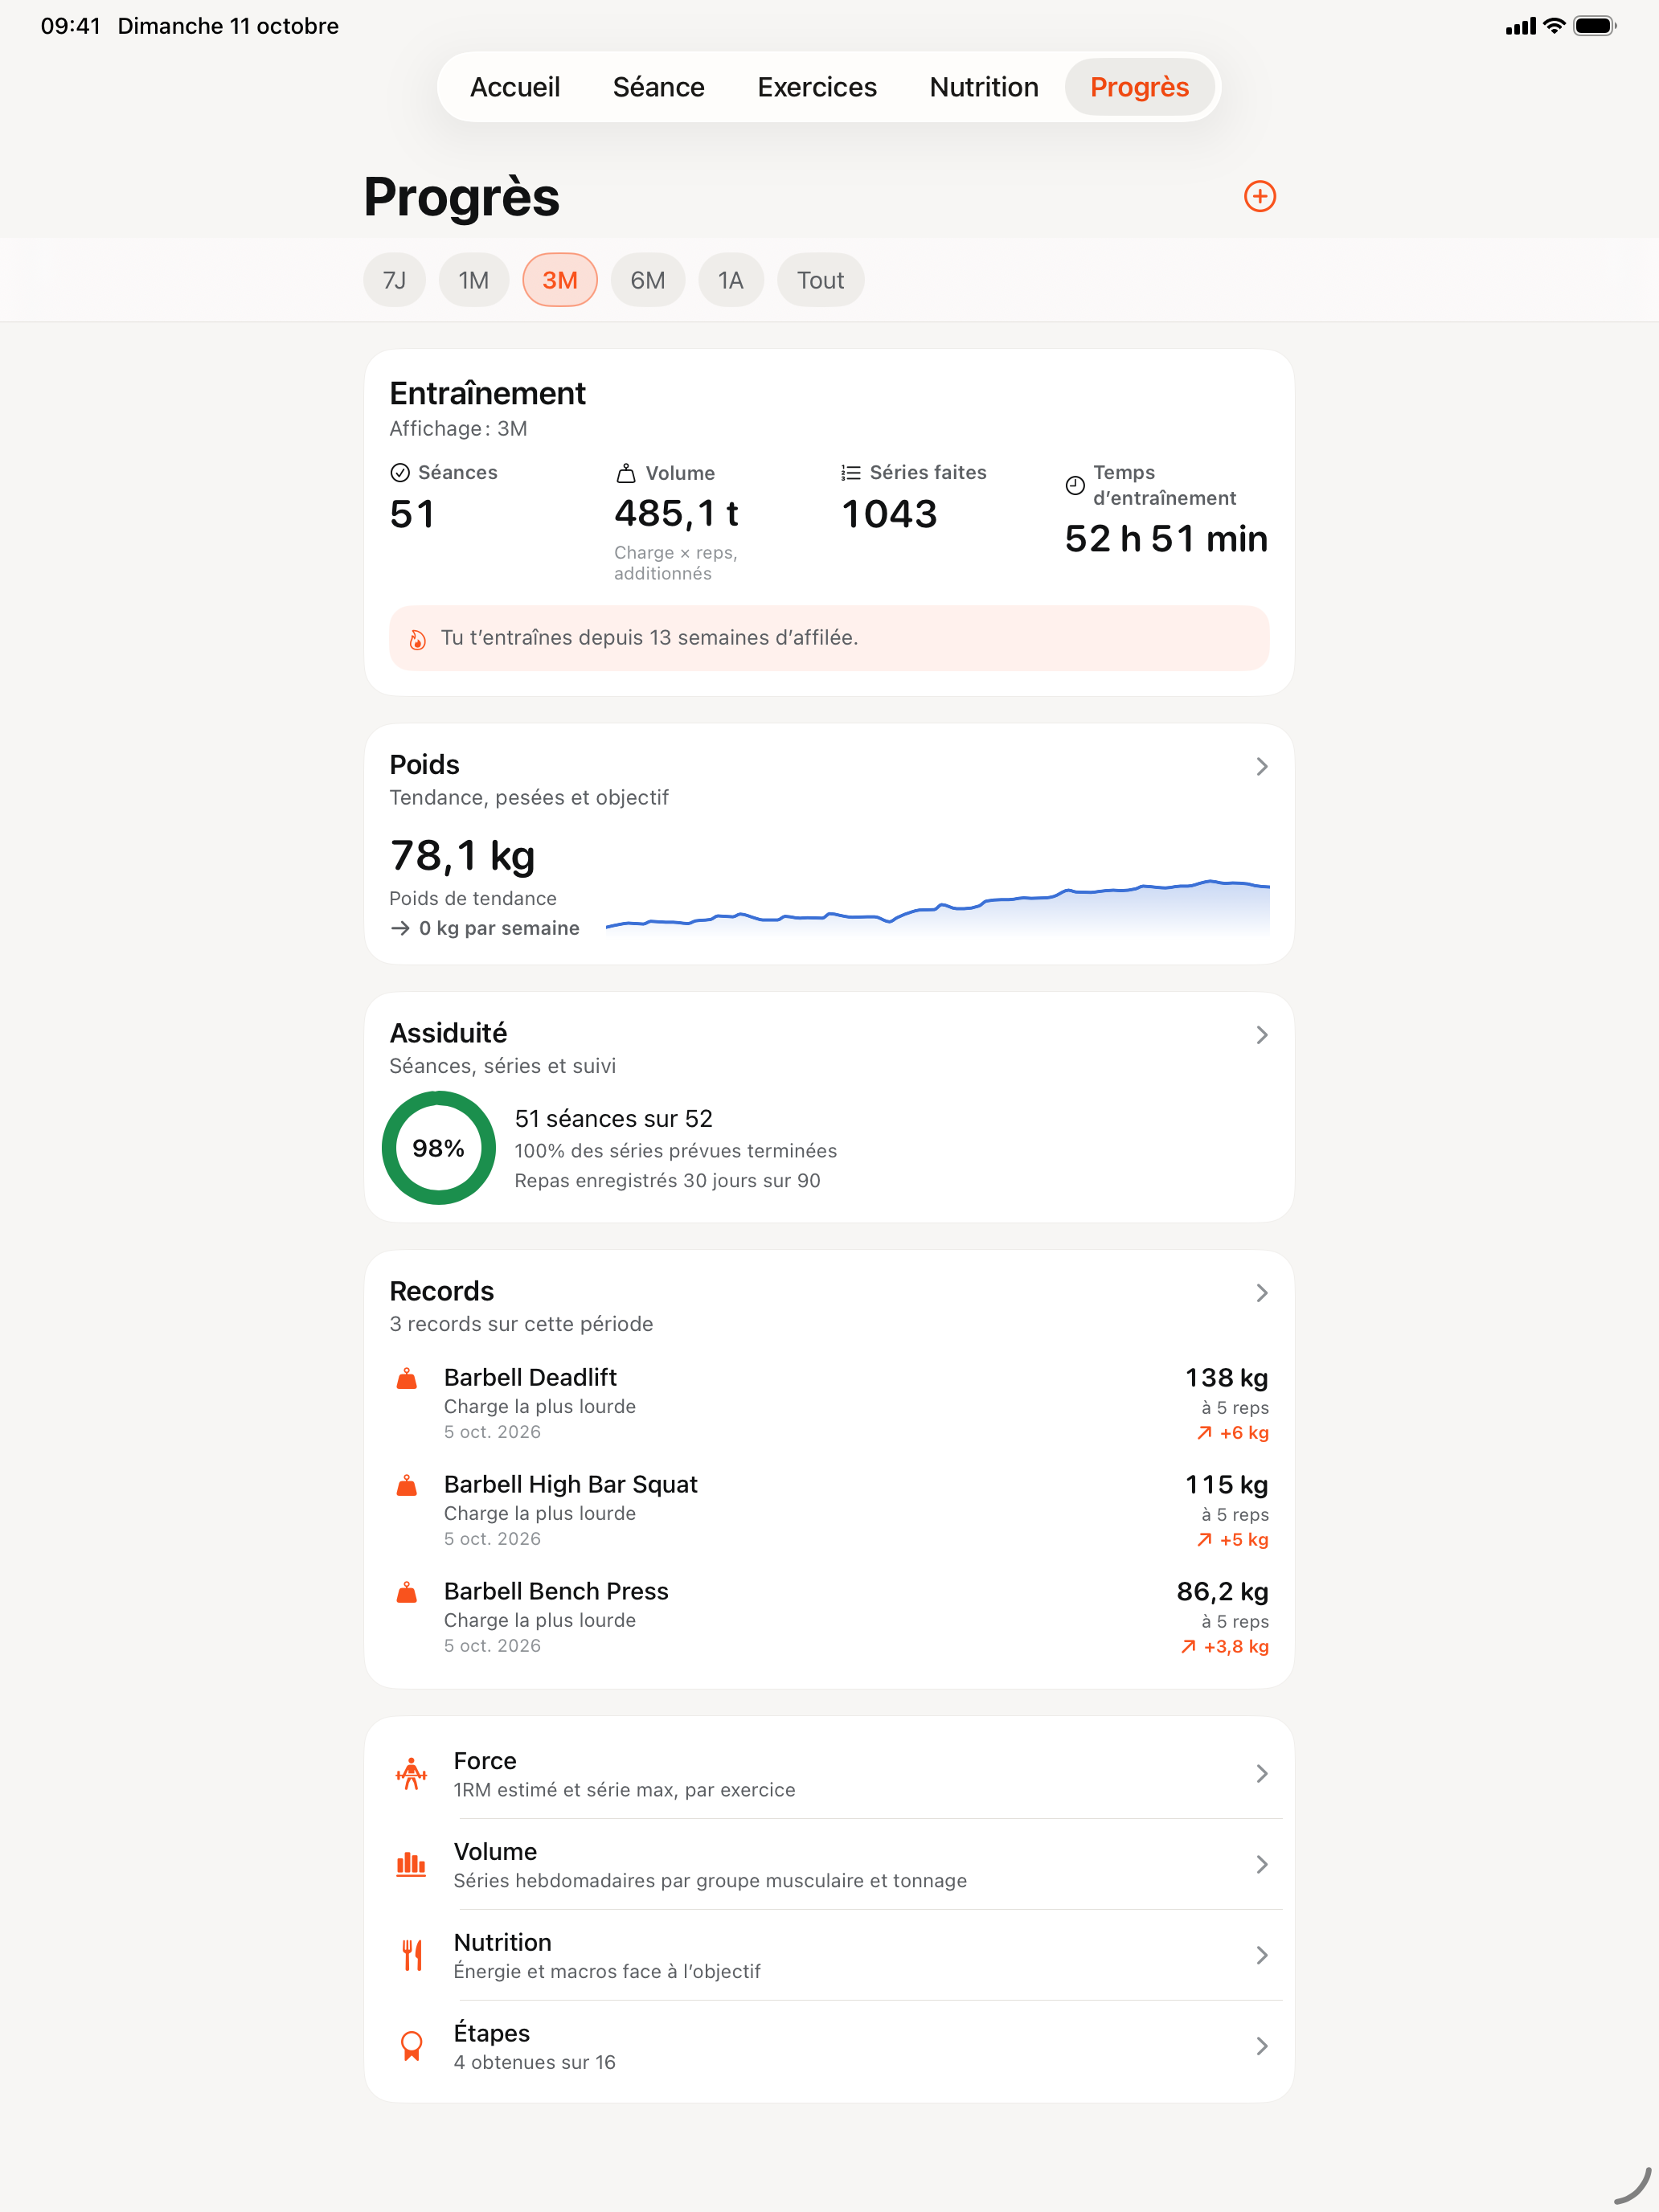 09:41 Dimanche 11 octobre
Accueil Séance Exercices Nutrition Progrès
Progrès
7J 1M 3M 6M 1A Tout
Entraînement
Affichage : 3M
Séances
51
Volume
485,1 t
Charge × reps,
additionnés
Séries faites
1043
Temps
d’entraînement
52 h 51 min
Tu t’entraînes depuis 13 semaines d’affilée.
Poids
Tendance, pesées et objectif
78,1 kg
Poids de tendance
→ 0 kg par semaine
Assiduité
Séances, séries et suivi
98%
51 séances sur 52
100% des séries prévues terminées
Repas enregistrés 30 jours sur 90
Records
3 records sur cette période
Barbell Deadlift
Charge la plus lourde
5 oct. 2026
138 kg
à 5 reps
+6 kg
Barbell High Bar Squat
Charge la plus lourde
5 oct. 2026
115 kg
à 5 reps
+5 kg
Barbell Bench Press
Charge la plus lourde
5 oct. 2026
86,2 kg
à 5 reps
+3,8 kg
Force
1RM estimé et série max, par exercice
Volume
Séries hebdomadaires par groupe musculaire et tonnage
Nutrition
Énergie et macros face à l’objectif
Étapes
4 obtenues sur 16